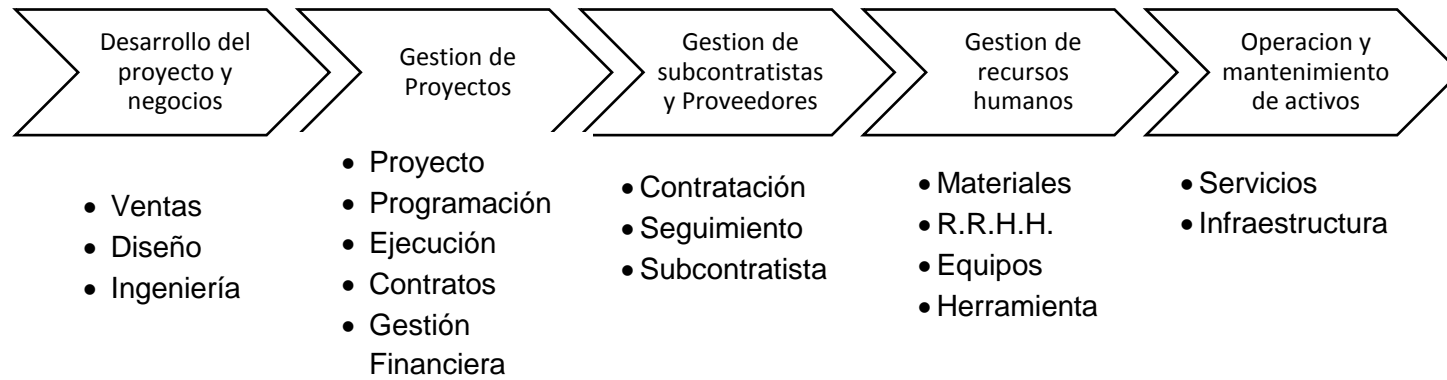 Desarrollo del
proyecto y
negocios
Gestion de
Proyectos
Gestion de
subcontratistas
y Proveedores
Gestion de
recursos
humanos
Operacion y
mantenimiento
de activos
• Ventas
• Diseño
• Ingeniería
• Proyecto
• Programación
• Ejecución
• Contratos
• Gestión
Financiera
• Contratación
• Seguimiento
• Subcontratista
• Materiales
• R.R.H.H.
• Equipos
• Herramienta
• Servicios
• Infraestructura